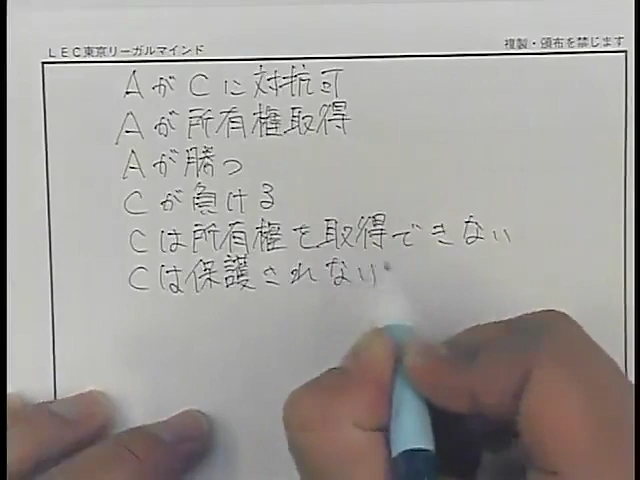 LEC東京リーガルマインド
複製・頒布を禁じます
AがCに対抗可
Aが所有権取得
Aが勝つ
Cが負ける
Cは所有権を取得できない
Cは保護されない